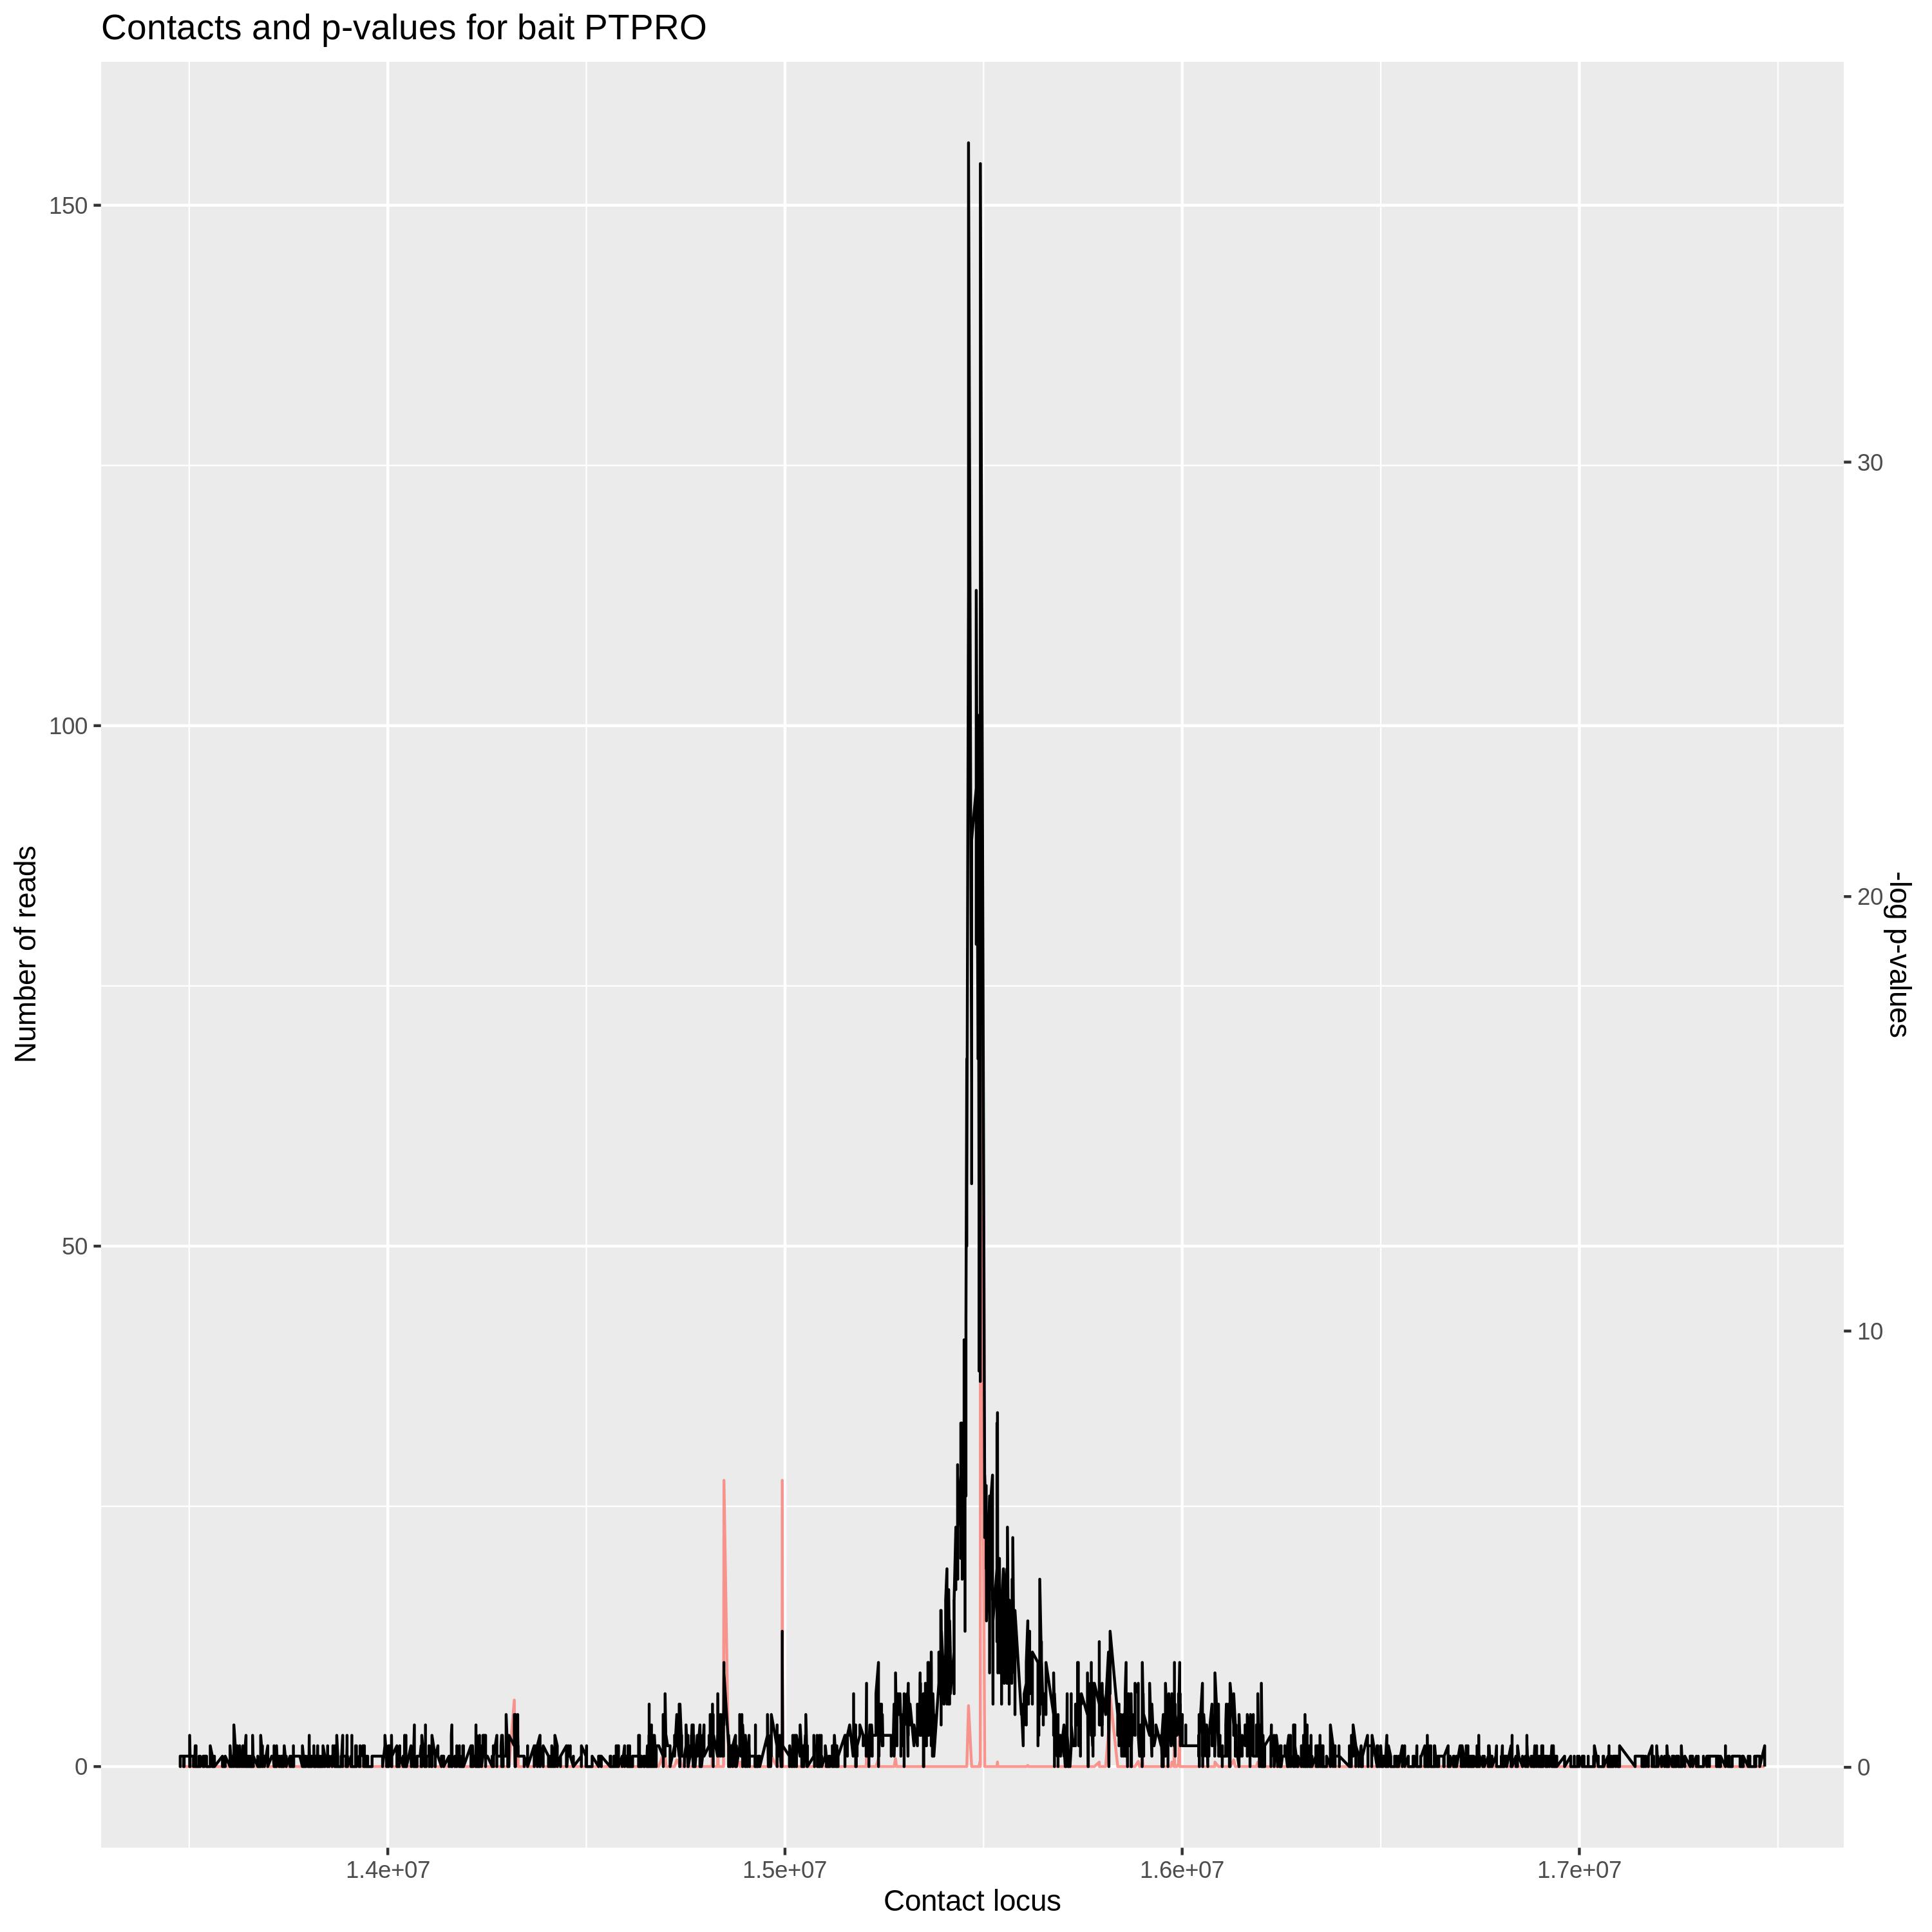 Contacts and p-values for bait PTPRO
Number of reads
150
100
50
0
30
20
10
0
-log p-values
1.4e+07
1.5e+07
1.6e+07
1.7e+07
Contact locus